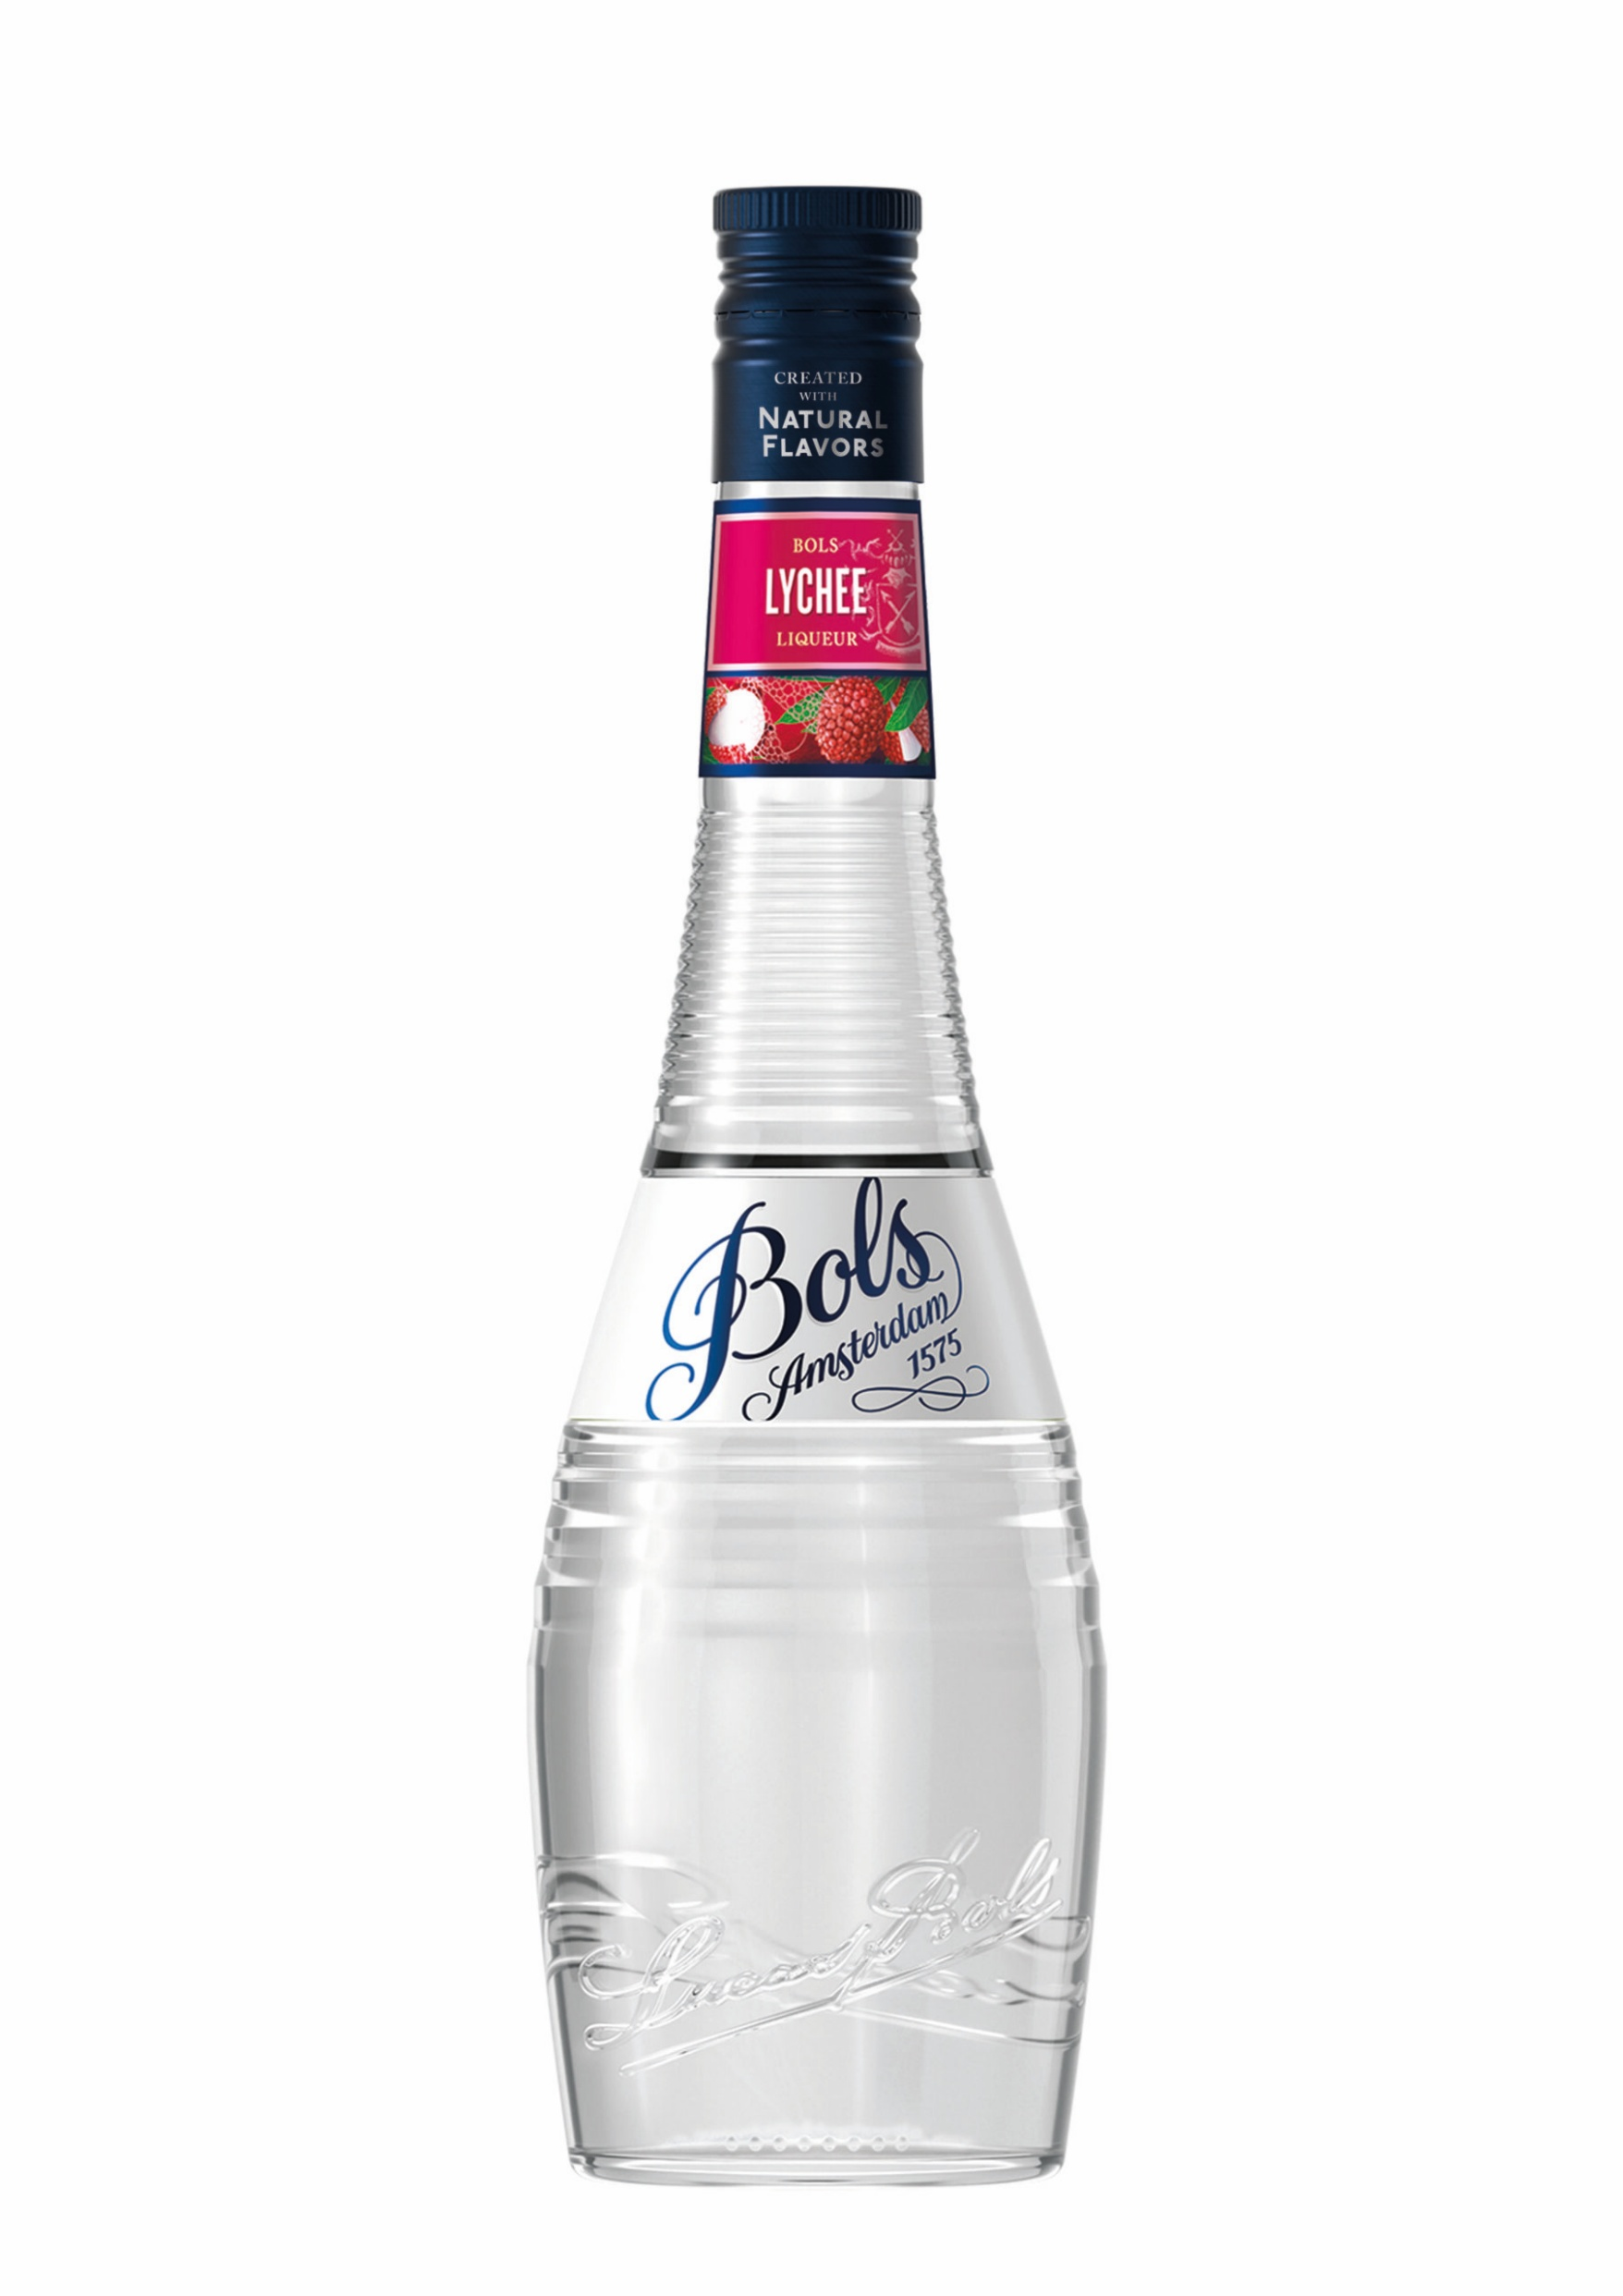 CREATED
WITH
NATURAL
FLAVORS
BOLS
LYCHEE
LIQUEUR
Bols
Amsterdam
1575
Lucas Bols